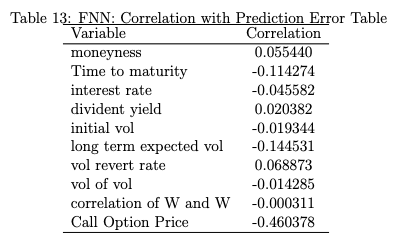 Table 13: FNN: Correlation with Prediction Error Table
Variable Correlation
moneyness 0.055440
Time to maturity -0.114274
interest rate -0.045582
divident yield 0.020382
initial vol -0.019344
long term expected vol -0.144531
vol revert rate 0.068873
vol of vol -0.014285
correlation of W and W -0.000311
Call Option Price -0.460378